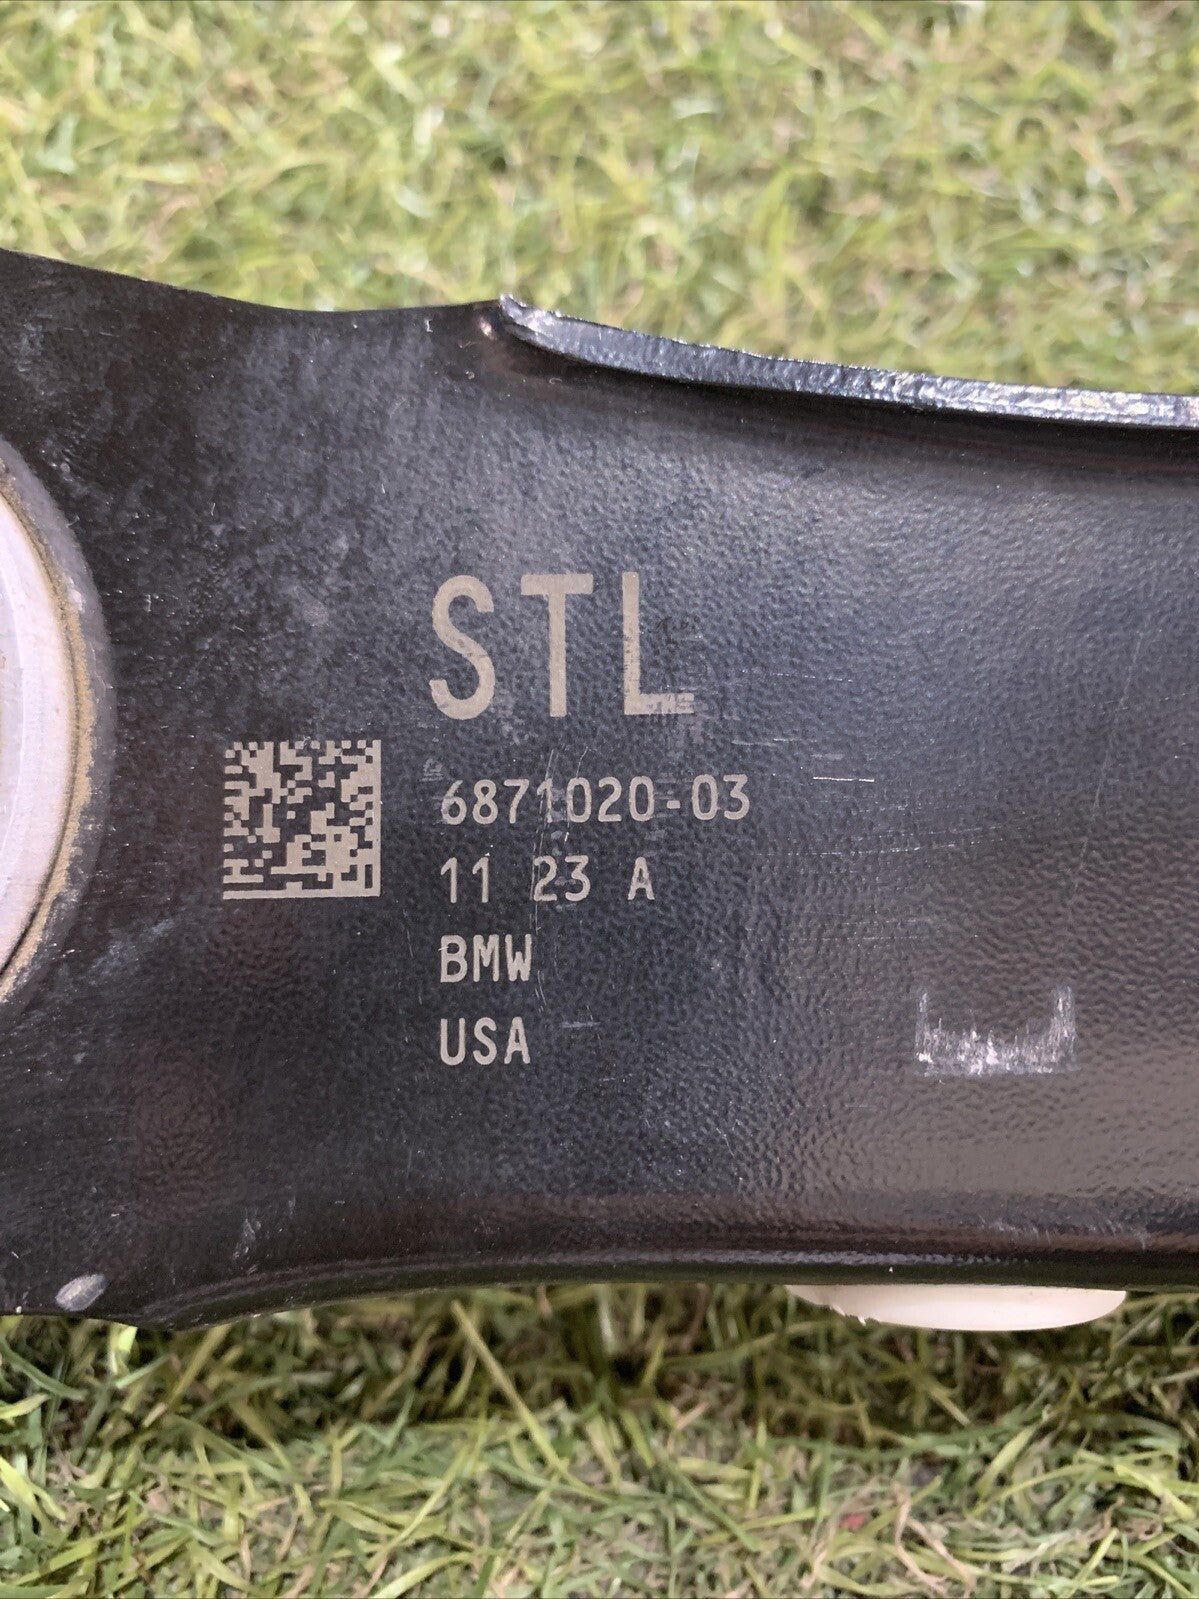 STL
6871020-03
11 23 A
BMW
USA